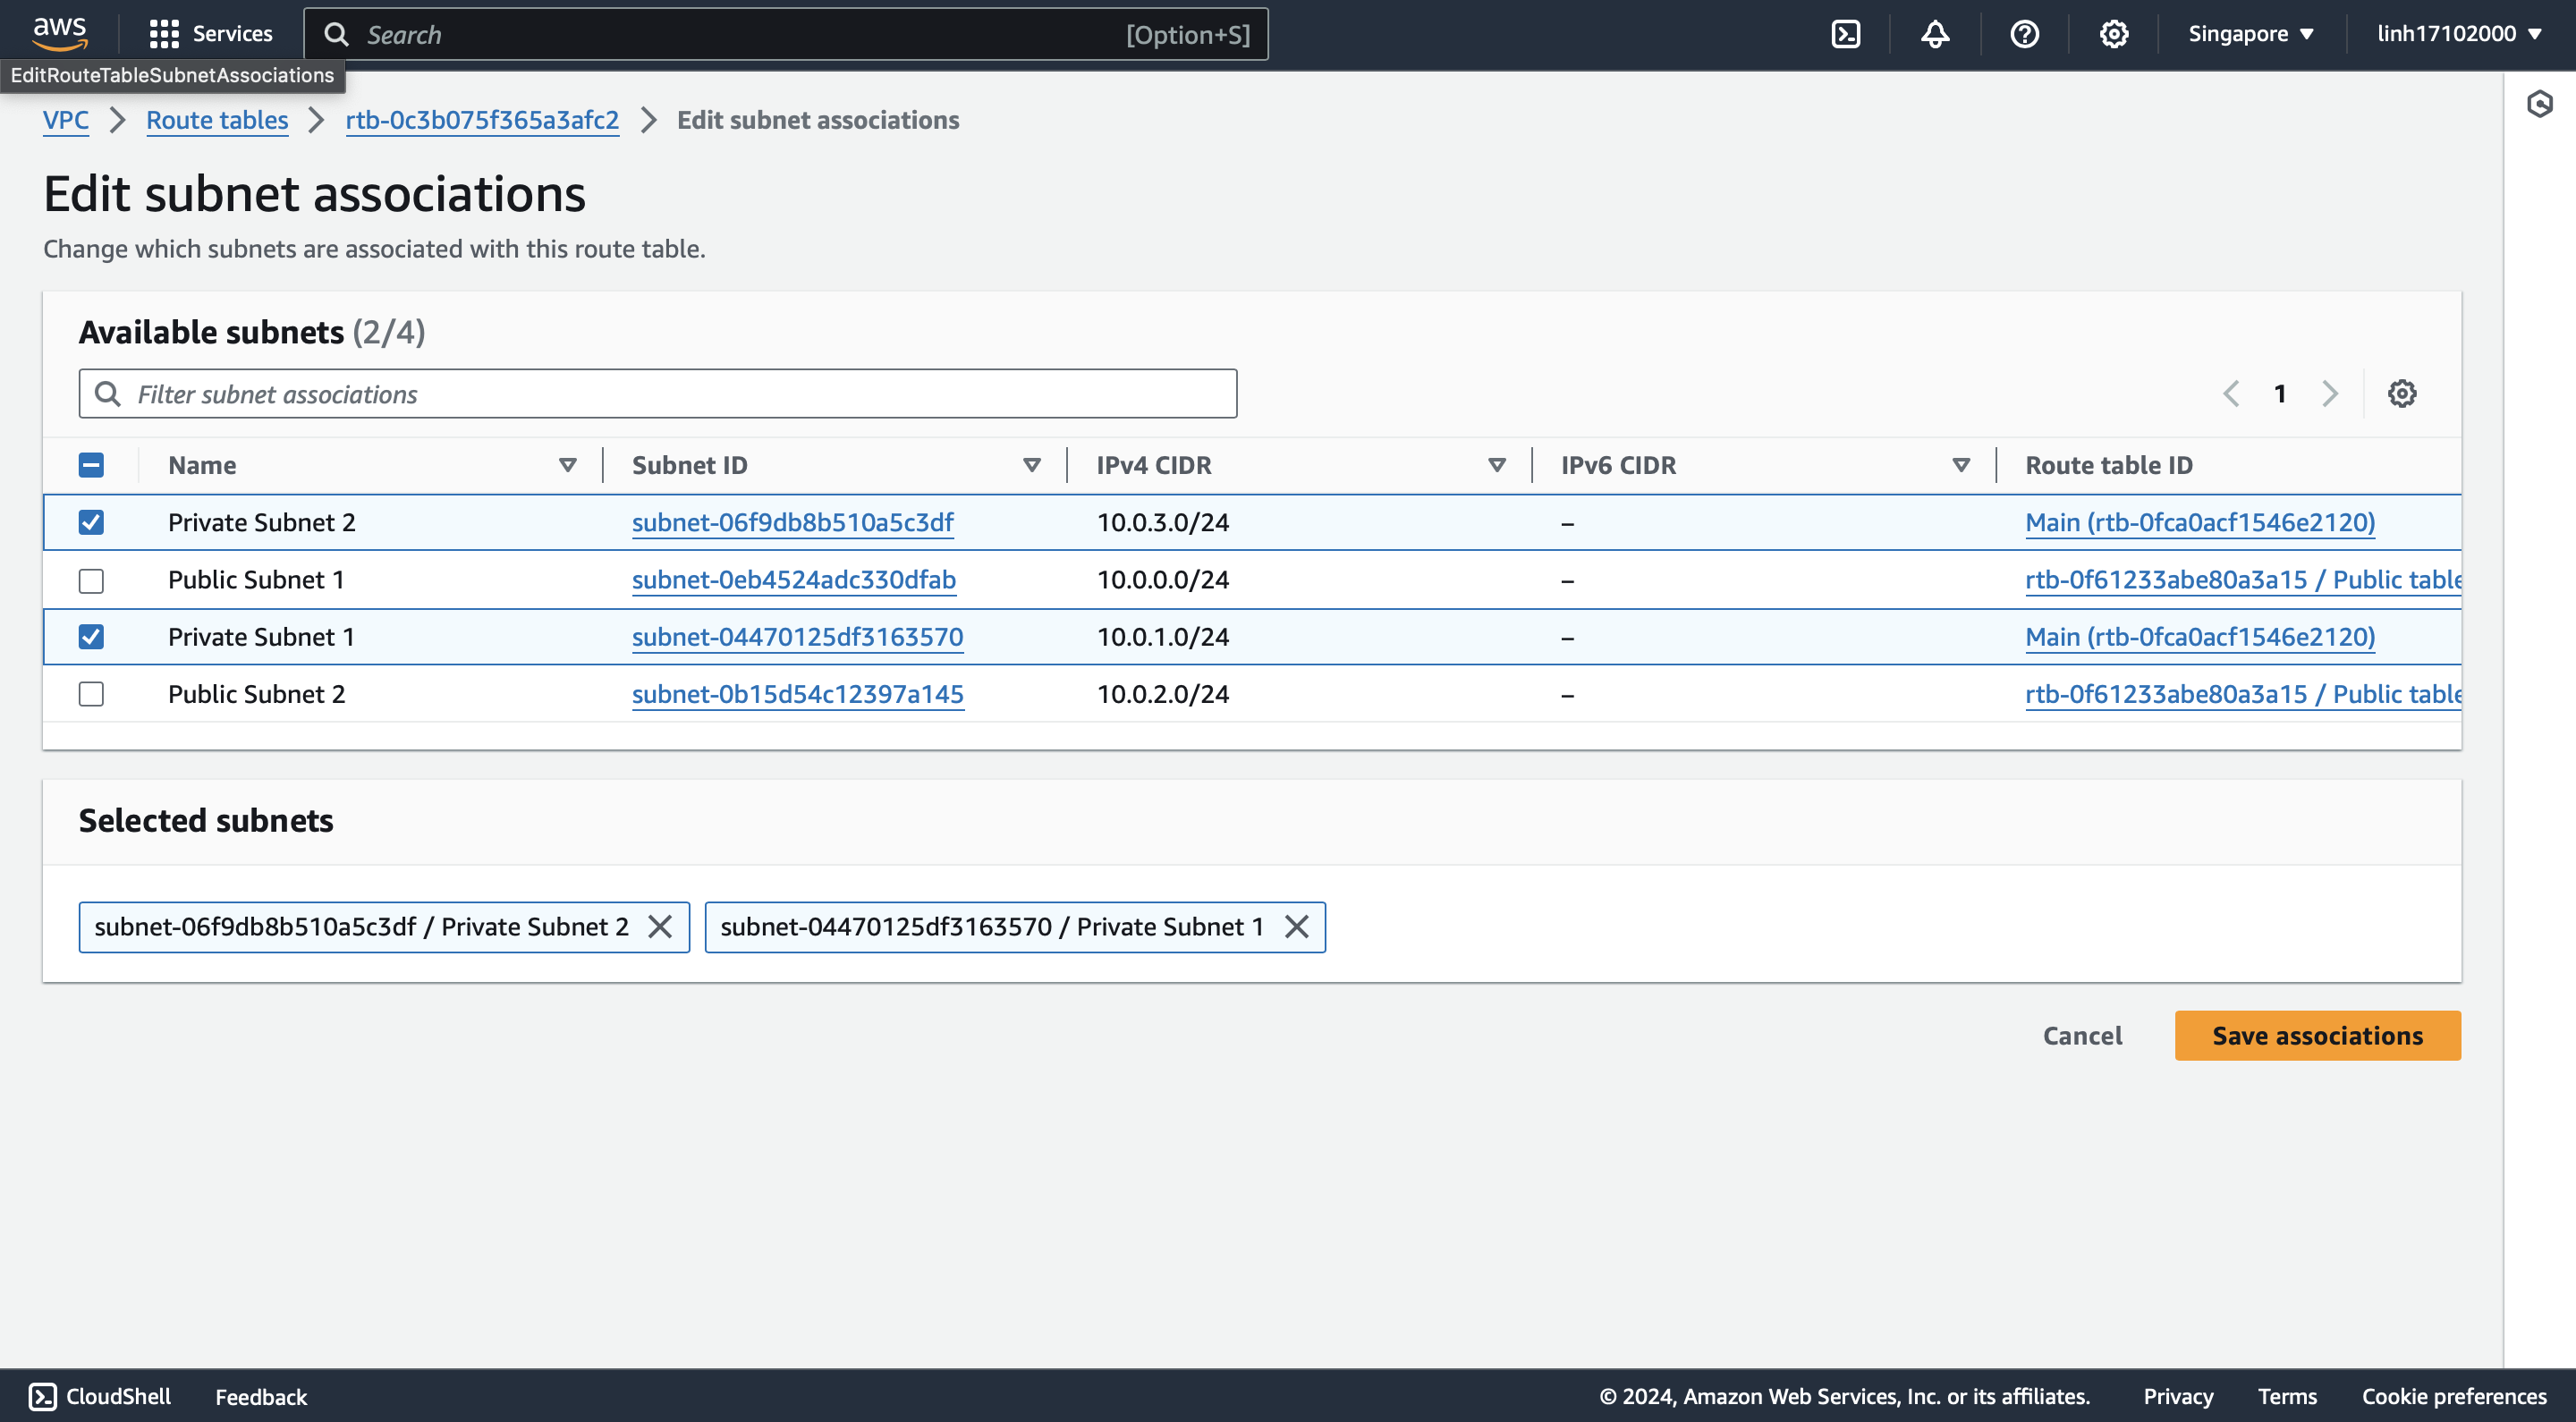 aws Services Search [Option+S] Singapore ▼ linh17102000 ▼
EditRouteTableSubnetAssociations
VPC > Route tables > rtb-0c3b075f365a3afc2 > Edit subnet associations
Edit subnet associations
Change which subnets are associated with this route table.
Available subnets (2/4)
Filter subnet associations < 1 >
Name Subnet ID IPv4 CIDR IPv6 CIDR Route table ID
Private Subnet 2 subnet-06f9db8b510a5c3df 10.0.3.0/24 – Main (rtb-0fca0acf1546e2120)
Public Subnet 1 subnet-0eb4524adc330dfab 10.0.0.0/24 – rtb-0f61233abe80a3a15 / Public table
Private Subnet 1 subnet-04470125df3163570 10.0.1.0/24 – Main (rtb-0fca0acf1546e2120)
Public Subnet 2 subnet-0b15d54c12397a145 10.0.2.0/24 – rtb-0f61233abe80a3a15 / Public table
Selected subnets
subnet-06f9db8b510a5c3df / Private Subnet 2 subnet-04470125df3163570 / Private Subnet 1
Cancel Save associations
CloudShell Feedback © 2024, Amazon Web Services, Inc. or its affiliates. Privacy Terms Cookie preferences